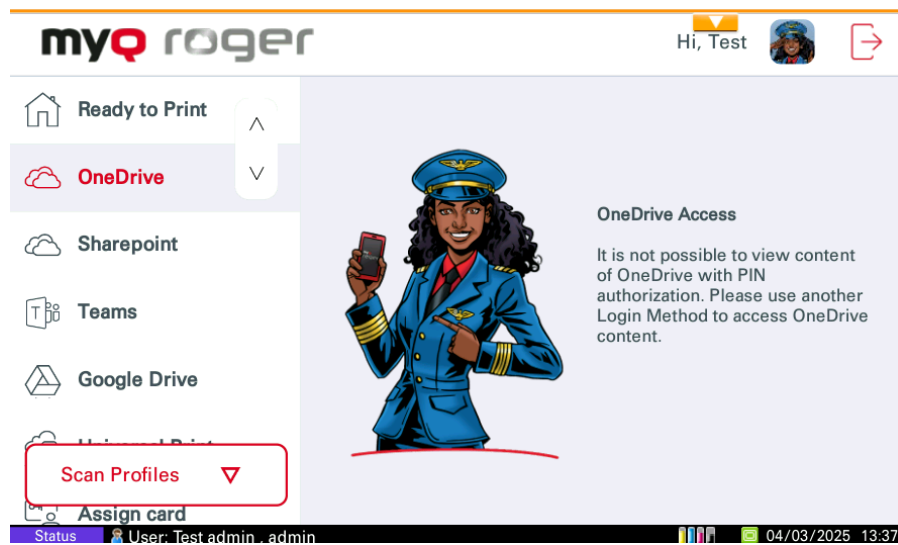 myQ roger
Hi, Test
Ready to Print
OneDrive
Sharepoint
Teams
Google Drive
Universal Print
Scan Profiles
Assign card
OneDrive Access
It is not possible to view content
of OneDrive with PIN
authorization. Please use another
Login Method to access OneDrive
content.
Status
User: Test admin . admin
04/03/2025 13:37